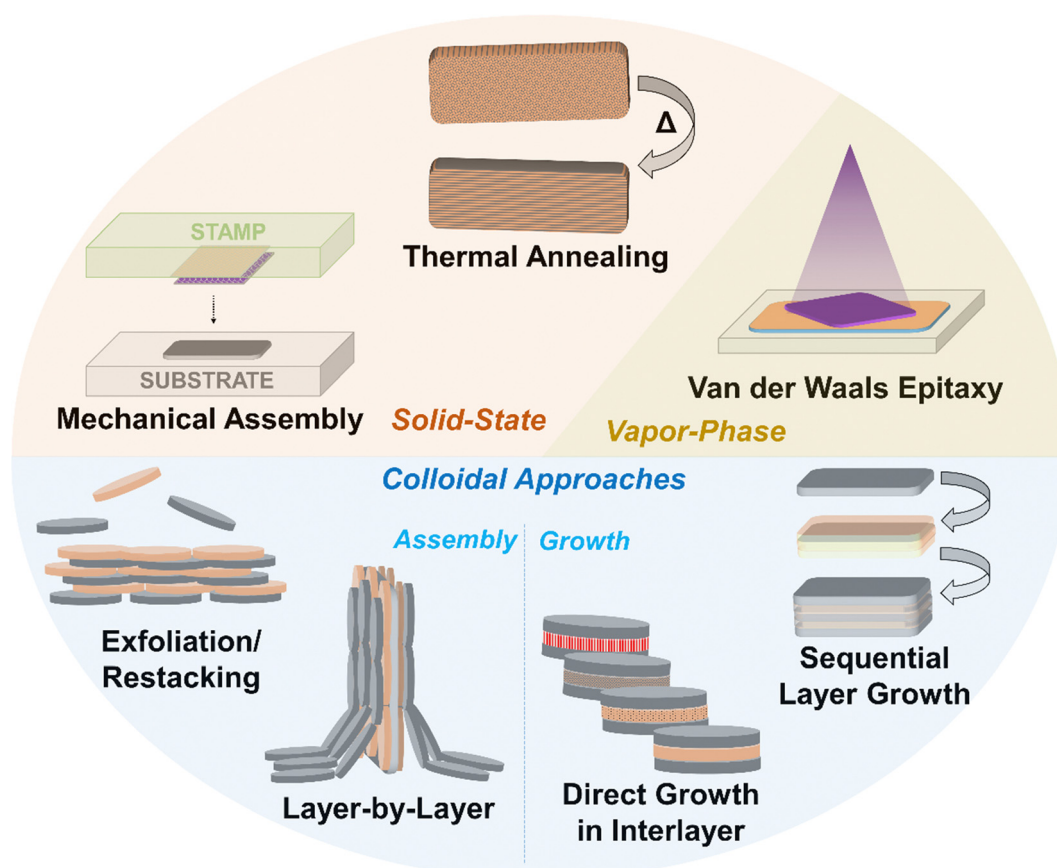 Δ
Thermal Annealing
STAMP
SUBSTRATE
Mechanical Assembly
Solid-State
Van der Waals Epitaxy
Vapor-Phase
Colloidal Approaches
Assembly
Growth
Exfoliation/
Restacking
Layer-by-Layer
Direct Growth
in Interlayer
Sequential
Layer Growth